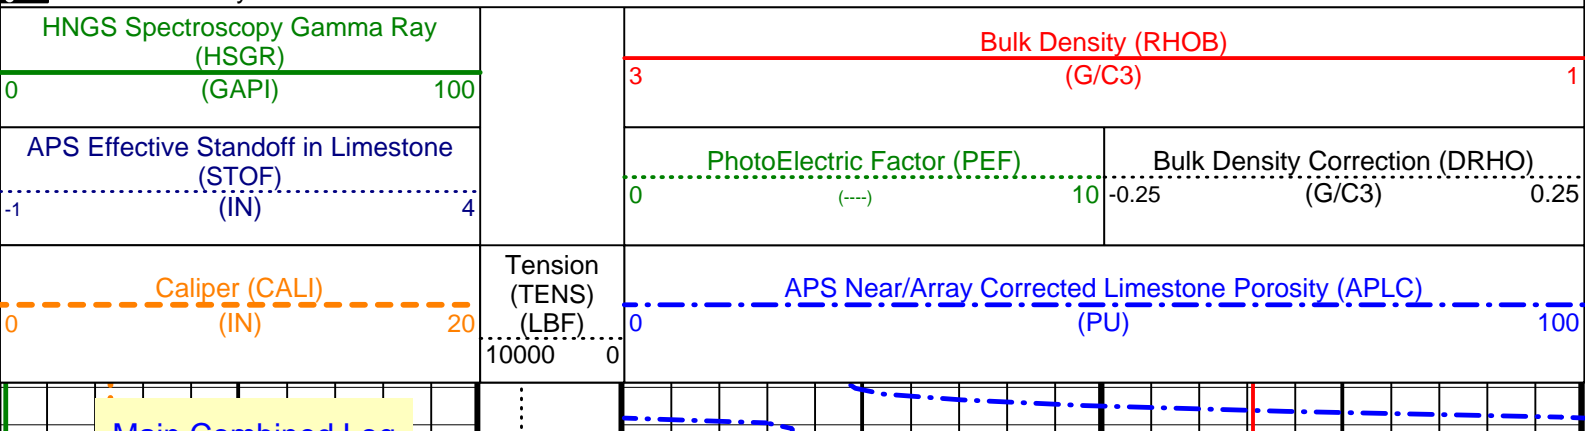 HNGS Spectroscopy Gamma Ray
(HSGR)
0 (GAPI) 100
Bulk Density (RHOB)
3 (G/C3) 1
APS Effective Standoff in Limestone
(STOF)
-1 (IN) 4
PhotoElectric Factor (PEF)
0 (----) 10
Bulk Density Correction (DRHO)
-0.25 (G/C3) 0.25
Caliper (CALI)
0 (IN) 20
Tension
(TENS)
(LBF)
10000 0
APS Near/Array Corrected Limestone Porosity (APLC)
0 (PU) 100
Main Combined Log